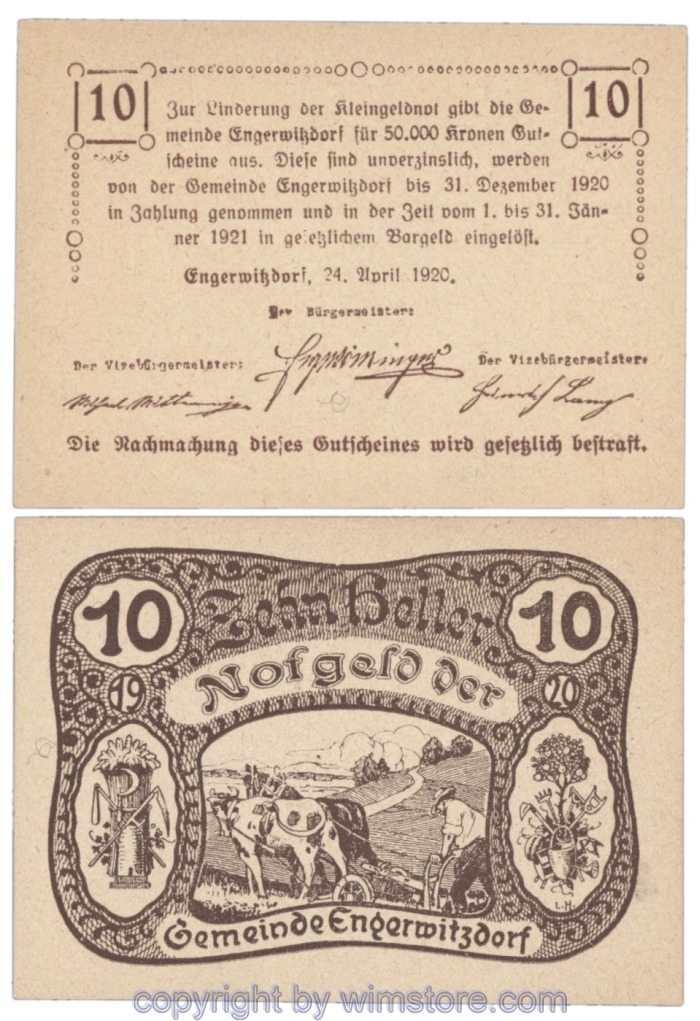 10
10
Zur Linderung der Kleingeldnot gibt die Ge-
meinde Engerwitzdorf für 50.000 Kronen Gut-
scheine aus. Diese sind unverzinslich, werden
von der Gemeinde Engerwitzdorf bis 31. Dezember 1920
in Zahlung genommen und in der Zeit vom 1. bis 31. Jän-
ner 1921 in gesetzlichem Bargeld eingelöst.
Engerwitzdorf, 24. April 1920.
Der Bürgermeister:
Der Vizebürgermeister:
Der Vizebürgermeister:
Heinrich Lang
Die Nachmachung dieses Gutscheines wird gesetzlich bestraft.
10 Zehn Heller 10
19 Notgeld der 20
L.H.
Gemeinde Engerwitzdorf
copyright by wimstore.com